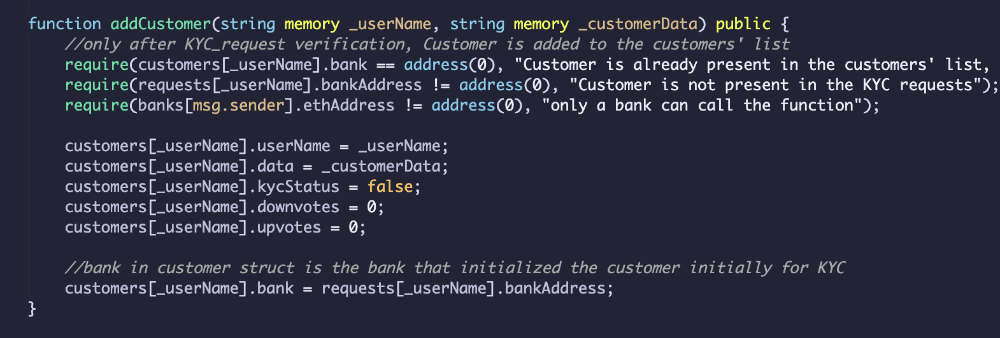 function addCustomer(string memory _userName, string memory _customerData) public {
//only after KYC_request verification, Customer is added to the customers' list
require(customers[_userName].bank == address(0), "Customer is already present in the customers' list,
require(requests[_userName].bankAddress != address(0), "Customer is not present in the KYC requests");
require(banks[msg.sender].ethAddress != address(0), "only a bank can call the function");
customers[_userName].userName = _userName;
customers[_userName].data = _customerData;
customers[_userName].kycStatus = false;
customers[_userName].downvotes = 0;
customers[_userName].upvotes = 0;
//bank in customer struct is the bank that initialized the customer initially for KYC
customers[_userName].bank = requests[_userName].bankAddress;
}